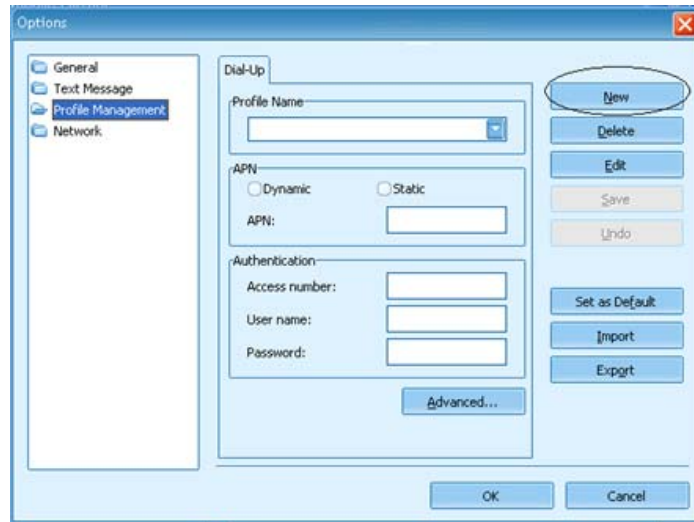 Options
General
Text Message
Profile Management
Network
Dial-Up
Profile Name
APN
Dynamic Static
APN:
Authentication
Access number:
User name:
Password:
Advanced...
New
Delete
Edit
Save
Undo
Set as Default
Import
Export
OK Cancel